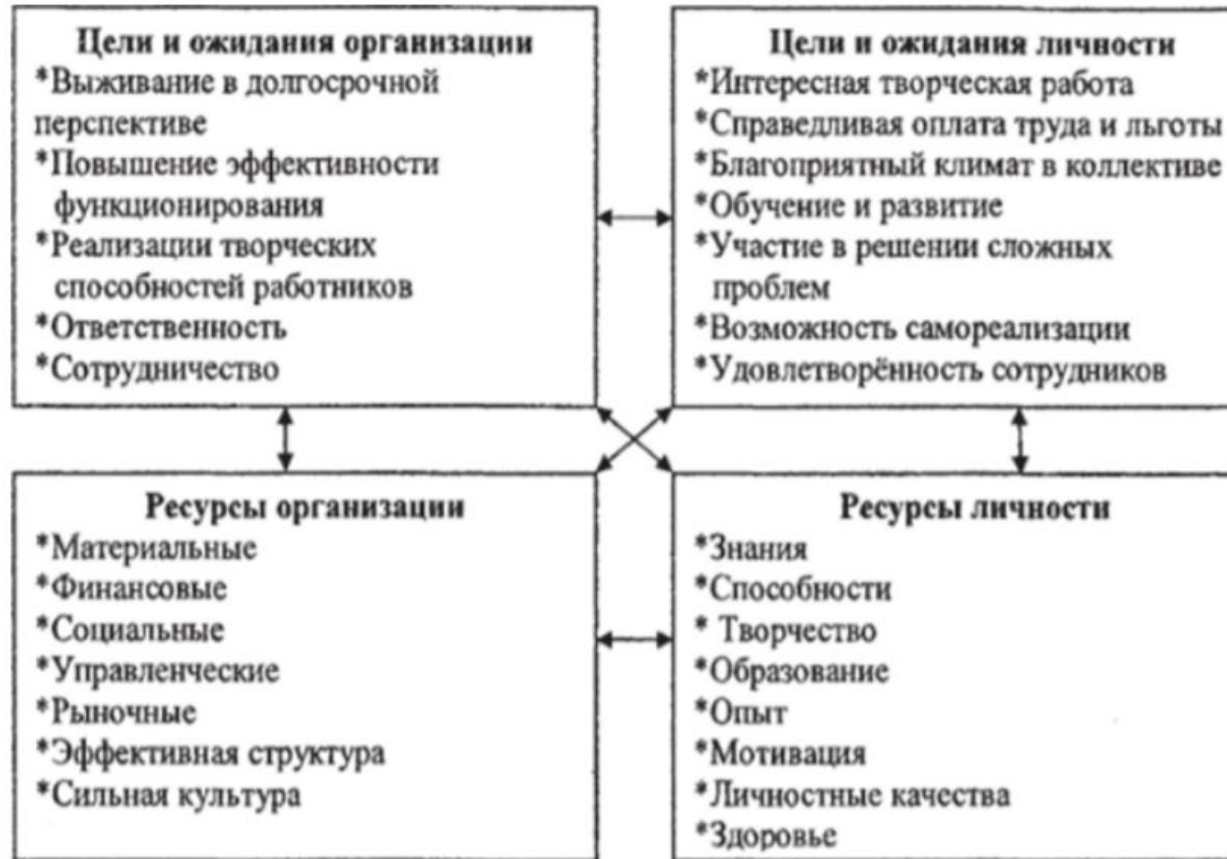 Цели и ожидания организации
*Выживание в долгосрочной
перспективе
*Повышение эффективности
функционирования
*Реализации творческих
способностей работников
*Ответственность
*Сотрудничество
Цели и ожидания личности
*Интересная творческая работа
*Справедливая оплата труда и льготы
*Благоприятный климат в коллективе
*Обучение и развитие
*Участие в решении сложных
проблем
*Возможность самореализации
*Удовлетворённость сотрудников
Ресурсы организации
*Материальные
*Финансовые
*Социальные
*Управленческие
*Рыночные
*Эффективная структура
*Сильная культура
Ресурсы личности
*Знания
*Способности
* Творчество
*Образование
*Опыт
*Мотивация
*Личностные качества
*Здоровье